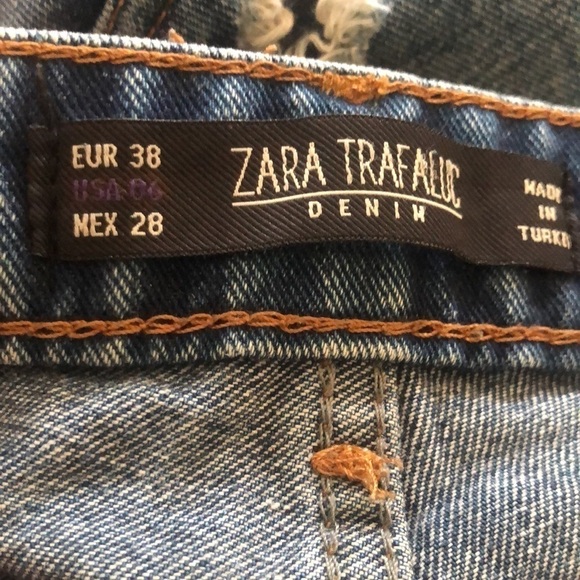 EUR 38
USA 06
MEX 28
ZARA TRAFALUC
DENIM
MADE
IN
TURKE